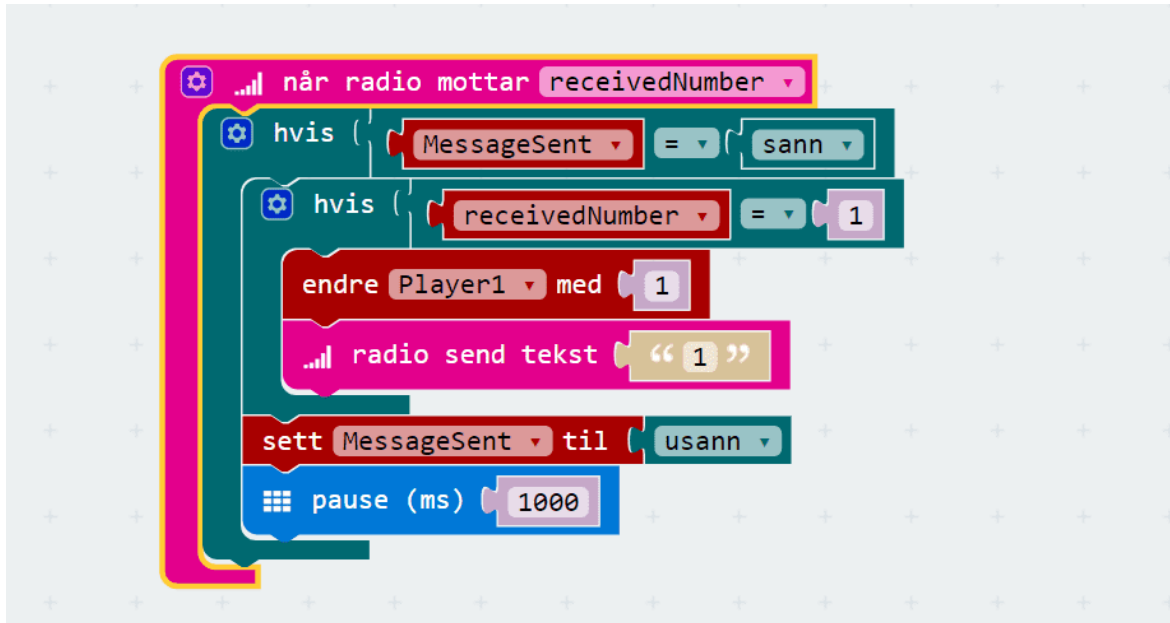 når radio mottar receivedNumber
hvis MessageSent = sann
hvis receivedNumber = 1
endre Player1 med 1
radio send tekst “ 1 ”
sett MessageSent til usann
pause (ms) 1000